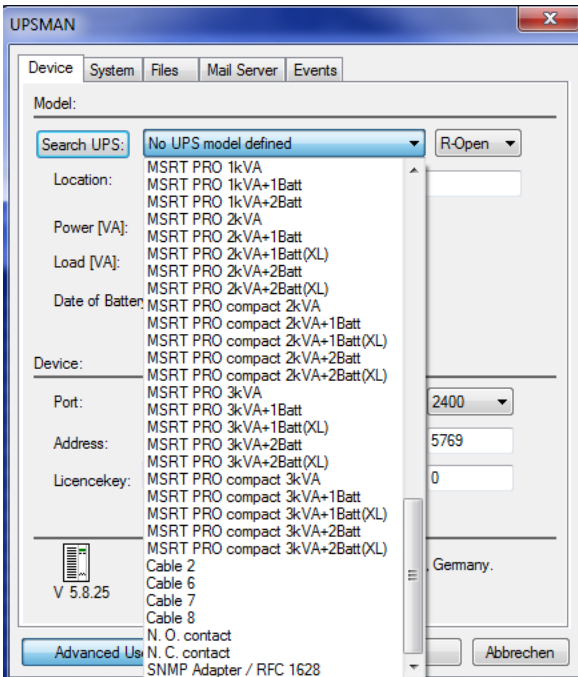 UPSMAN
Device System Files Mail Server Events
Model:
Search UPS: No UPS model defined R-Open
MSRT PRO 1kVA
Location: MSRT PRO 1kVA+1Batt
MSRT PRO 1kVA+2Batt
MSRT PRO 2kVA
Power [VA]: MSRT PRO 2kVA+1Batt
MSRT PRO 2kVA+1Batt(XL)
Load [VA]: MSRT PRO 2kVA+2Batt
MSRT PRO 2kVA+2Batt(XL)
Date of MSRT PRO compact 2kVA
MSRT PRO compact 2kVA+1Batt
MSRT PRO compact 2kVA+1Batt(XL)
MSRT PRO compact 2kVA+2Batt
Device: MSRT PRO compact 2kVA+2Batt(XL)
MSRT PRO 3kVA
Port: MSRT PRO 3kVA+1Batt 2400
MSRT PRO 3kVA+1Batt(XL)
Address: MSRT PRO 3kVA+2Batt 5769
MSRT PRO 3kVA+2Batt(XL)
Licencekey: MSRT PRO compact 3kVA 0
MSRT PRO compact 3kVA+1Batt
MSRT PRO compact 3kVA+1Batt(XL)
MSRT PRO compact 3kVA+2Batt
MSRT PRO compact 3kVA+2Batt(XL)
Cable 2 , Germany.
Cable 6
V 5.8.25 Cable 7
Cable 8
N. O. contact
Advanced N. C. contact Abbrechen
SNMP Adapter / RFC 1628